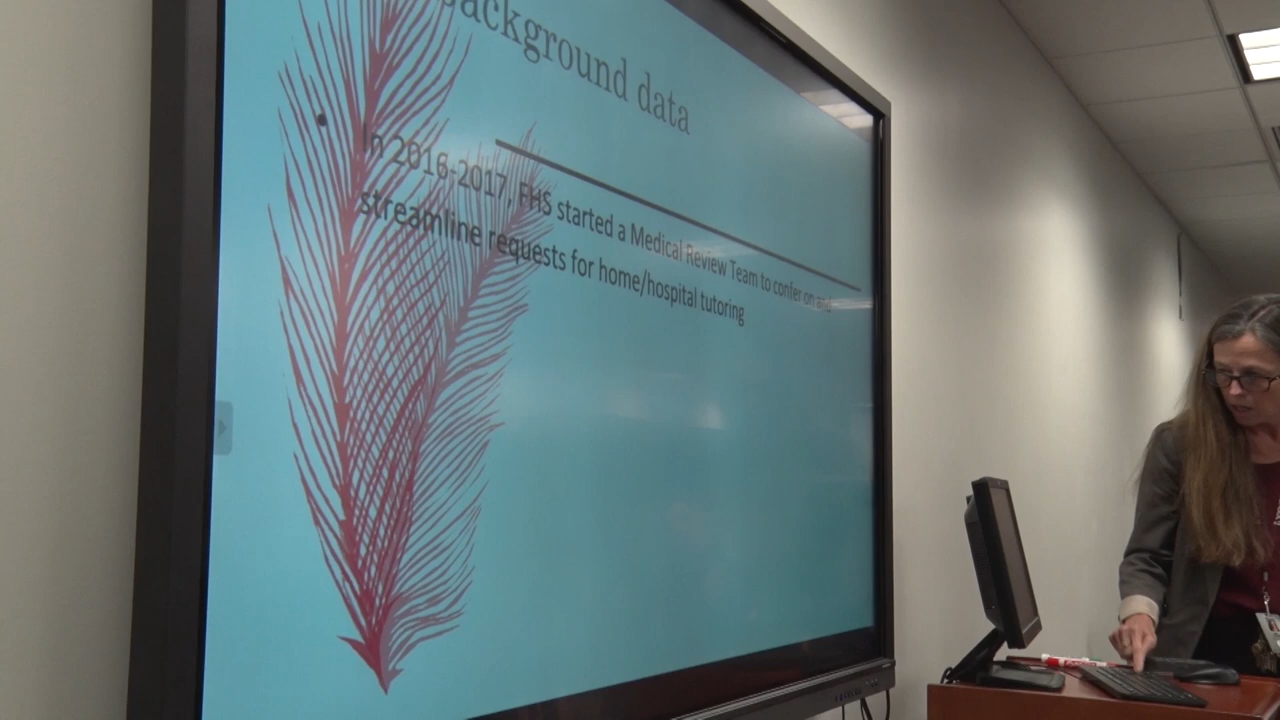 Background data
In 2016-2017, FHS started a Medical Review Team to confer on and
streamline requests for home/hospital tutoring